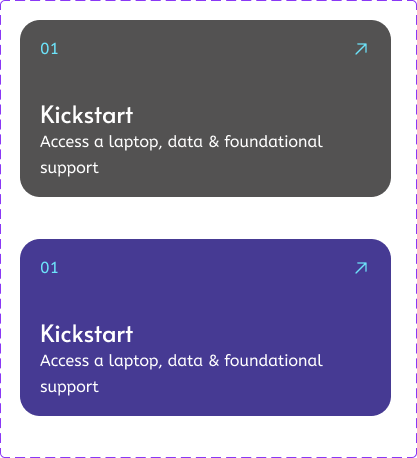 01
Kickstart
Access a laptop, data & foundational
support
01
Kickstart
Access a laptop, data & foundational
support